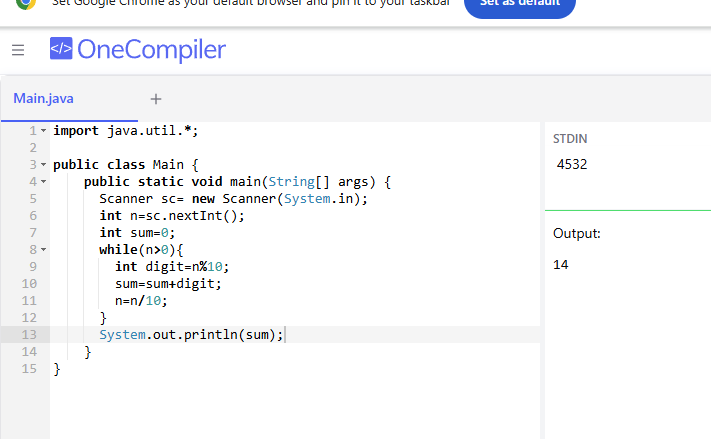 Set Google Chrome as your default browser and pin it to your taskbar
Set as default
</> OneCompiler
Main.java +
1 import java.util.*;
2
3 public class Main {
4 public static void main(String[] args) {
5 Scanner sc= new Scanner(System.in);
6 int n=sc.nextInt();
7 int sum=0;
8 while(n>0){
9 int digit=n%10;
10 sum=sum+digit;
11 n=n/10;
12 }
13 System.out.println(sum);
14 }
15 }
STDIN
4532
Output:
14